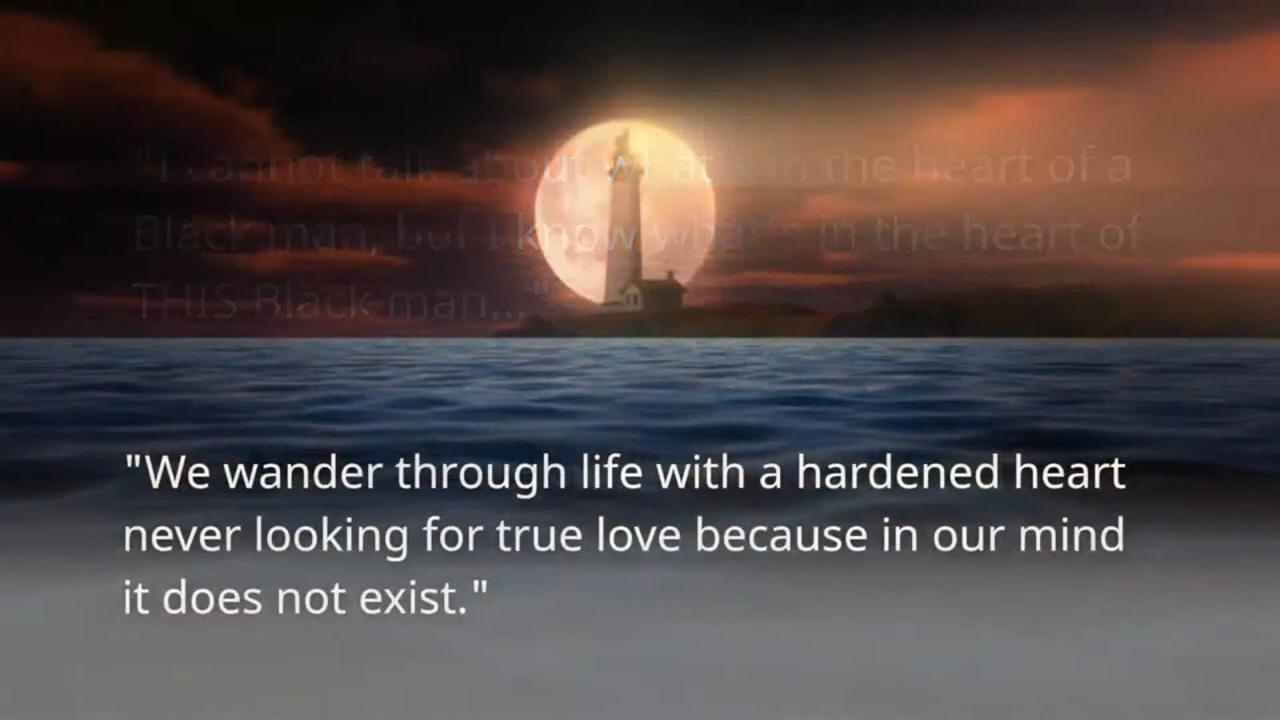 "I cannot talk about what's in the heart of a
Black man, but I know what's in the heart of
THIS Black man..."
"We wander through life with a hardened heart
never looking for true love because in our mind
it does not exist."